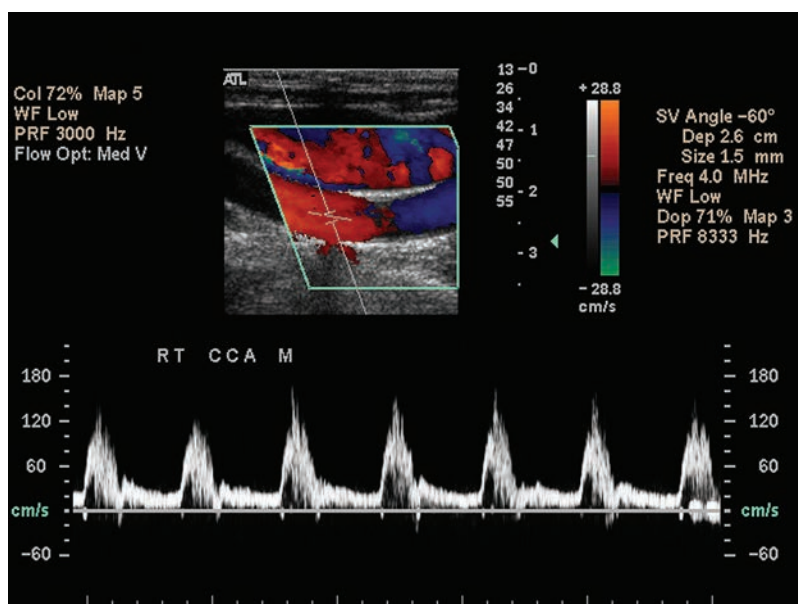 Col 72% Map 5
WF Low
PRF 3000 Hz
Flow Opt: Med V
ATL
13
26
34
42
47
50
50
55
-0
-1
-2
-3
+ 28.8
- 28.8
cm/s
SV Angle -60°
Dep 2.6 cm
Size 1.5 mm
Freq 4.0 MHz
WF Low
Dop 71% Map 3
PRF 8333 Hz
RT CCA M
180 180
120 120
60 60
cm/s cm/s
-60 -60